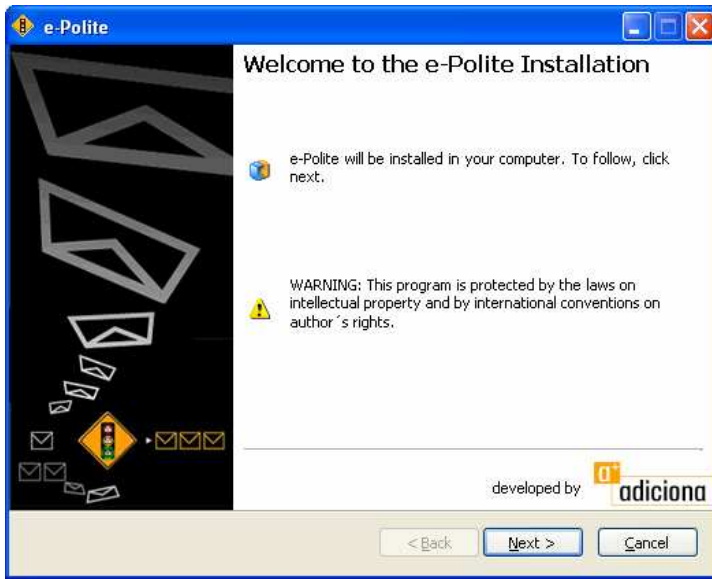 e-Polite
Welcome to the e-Polite Installation
e-Polite will be installed in your computer. To follow, click
next.
WARNING: This program is protected by the laws on
intellectual property and by international conventions on
author´s rights.
developed by
a+
adiciona
< Back
Next >
Cancel